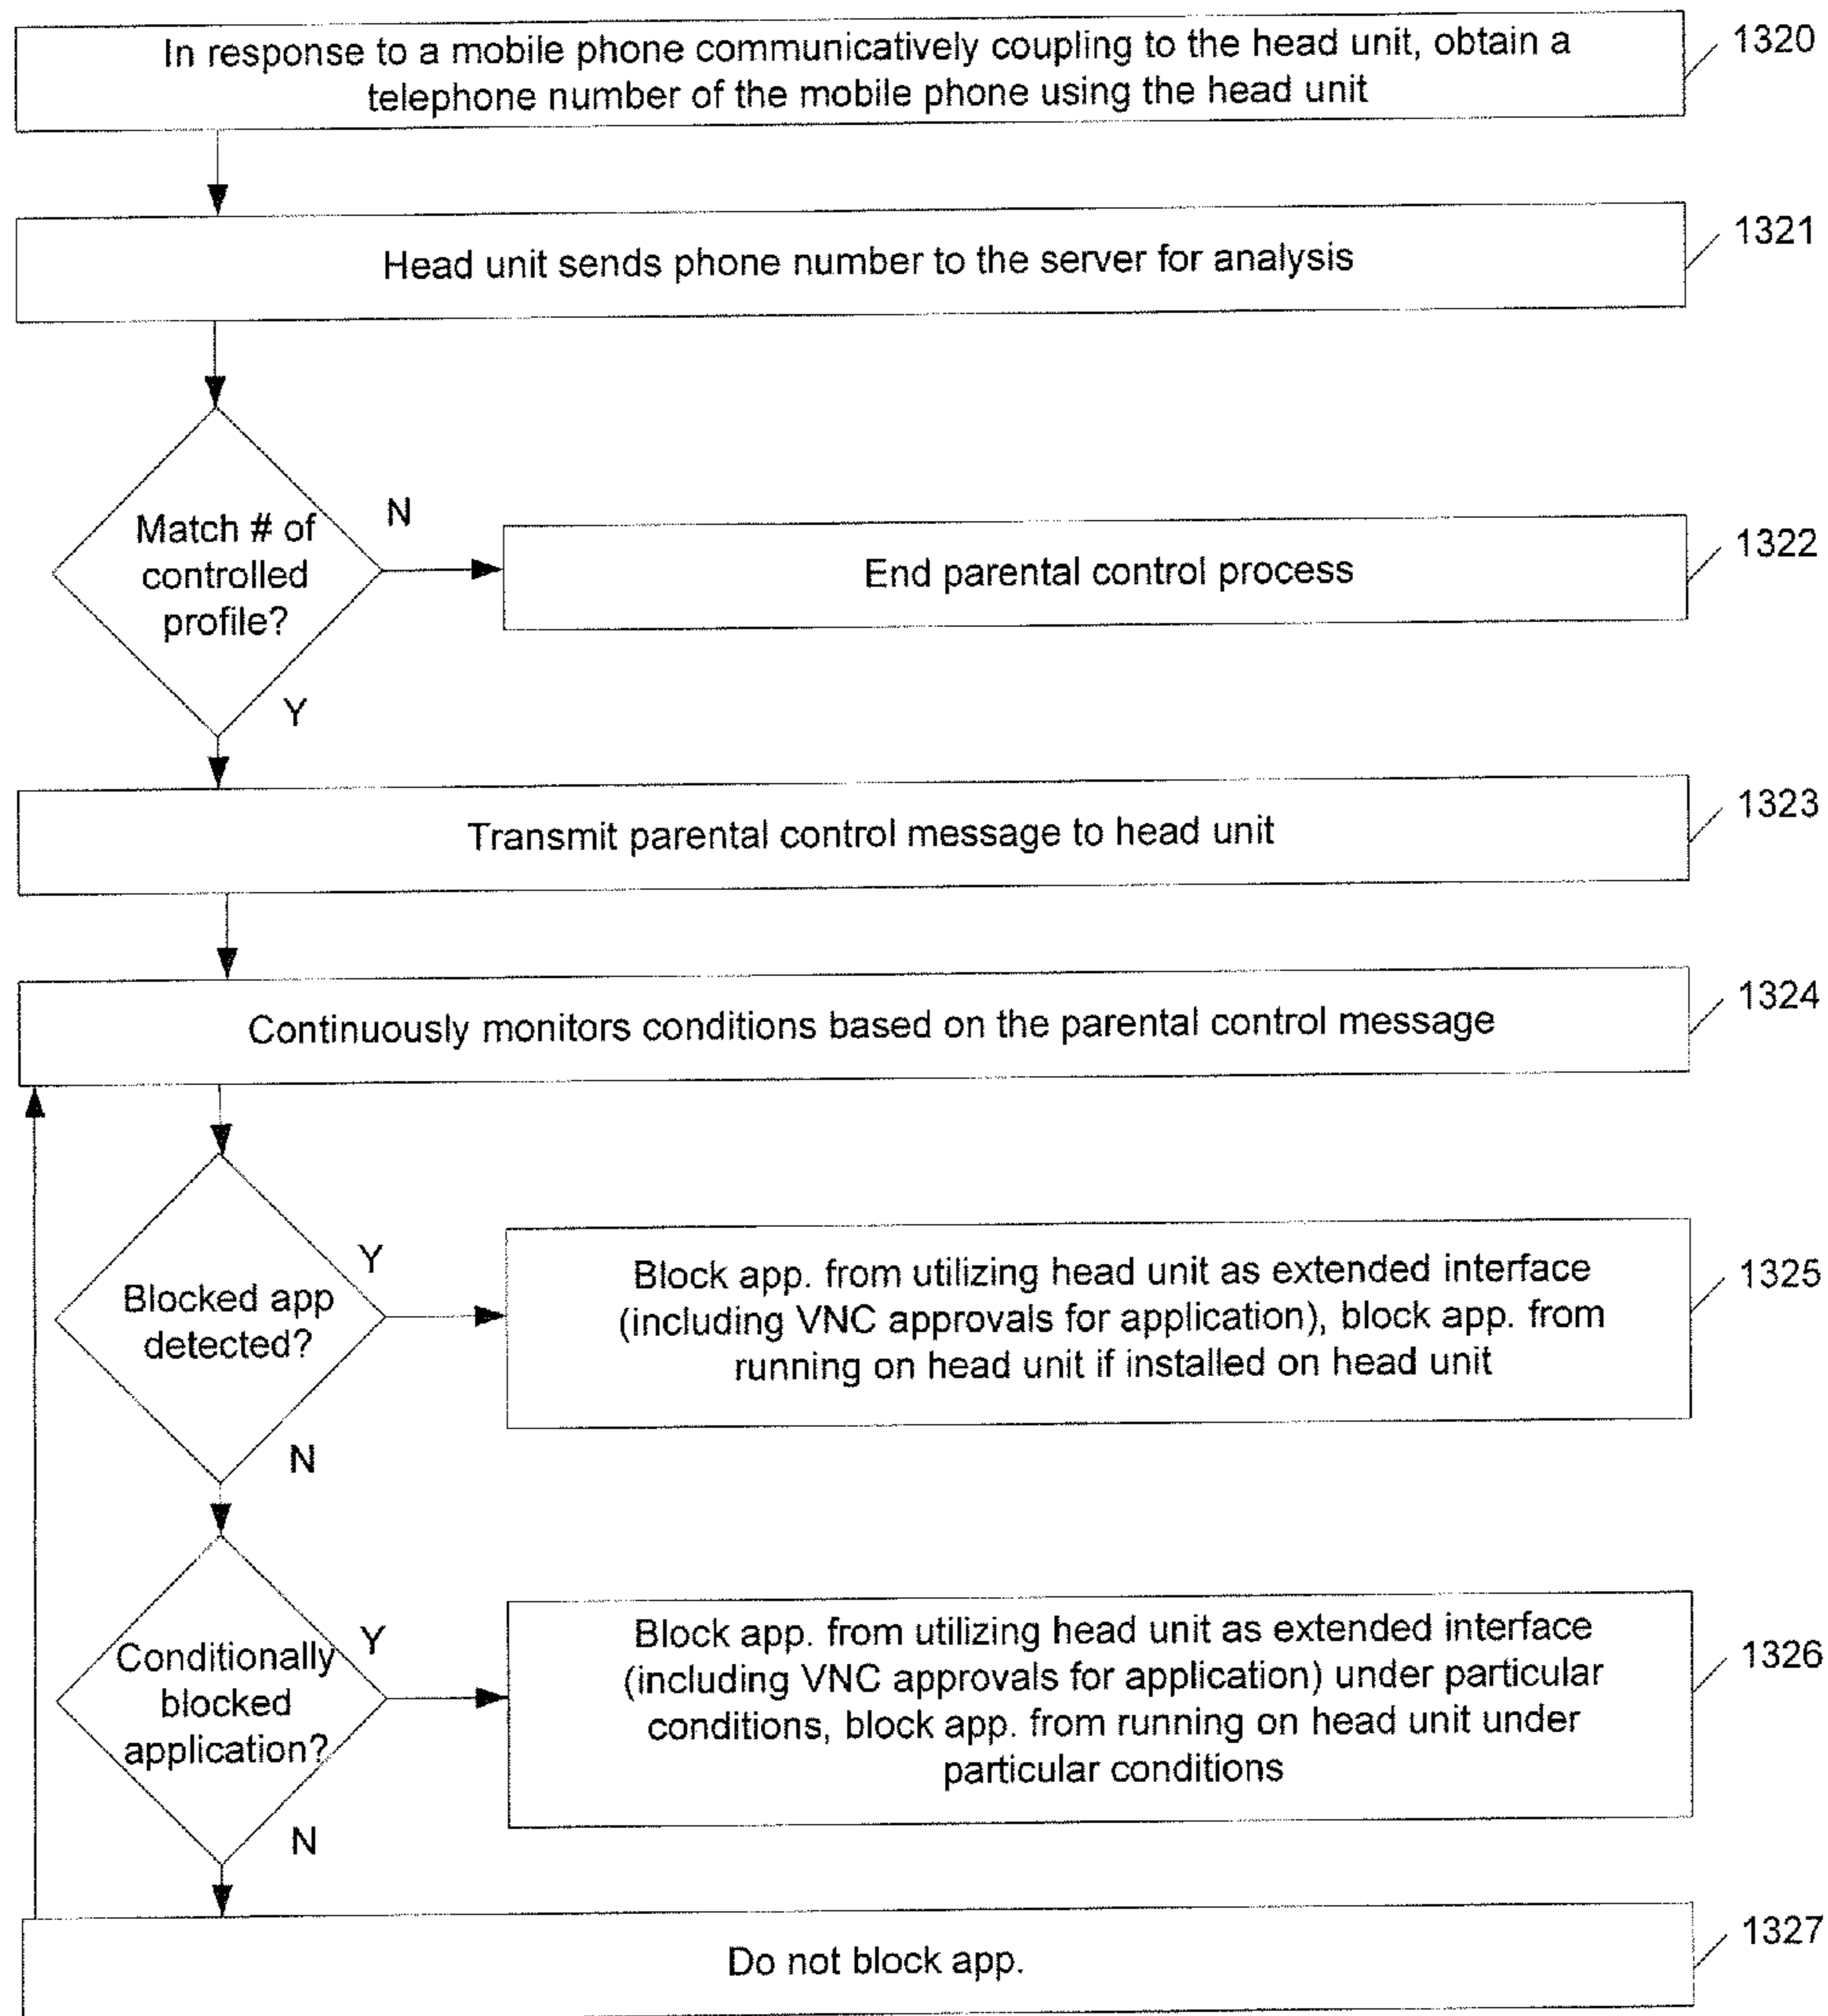 In response to a mobile phone communicatively coupling to the head unit, obtain a
telephone number of the mobile phone using the head unit
1320
Head unit sends phone number to the server for analysis
1321
Match # of
controlled
profile?
N
End parental control process
1322
Y
Transmit parental control message to head unit
1323
Continuously monitors conditions based on the parental control message
1324
Blocked app
detected?
Y
Block app. from utilizing head unit as extended interface
(including VNC approvals for application), block app. from
running on head unit if installed on head unit
1325
N
Conditionally
blocked
application?
Y
Block app. from utilizing head unit as extended interface
(including VNC approvals for application) under particular
conditions, block app. from running on head unit under
particular conditions
1326
N
Do not block app.
1327